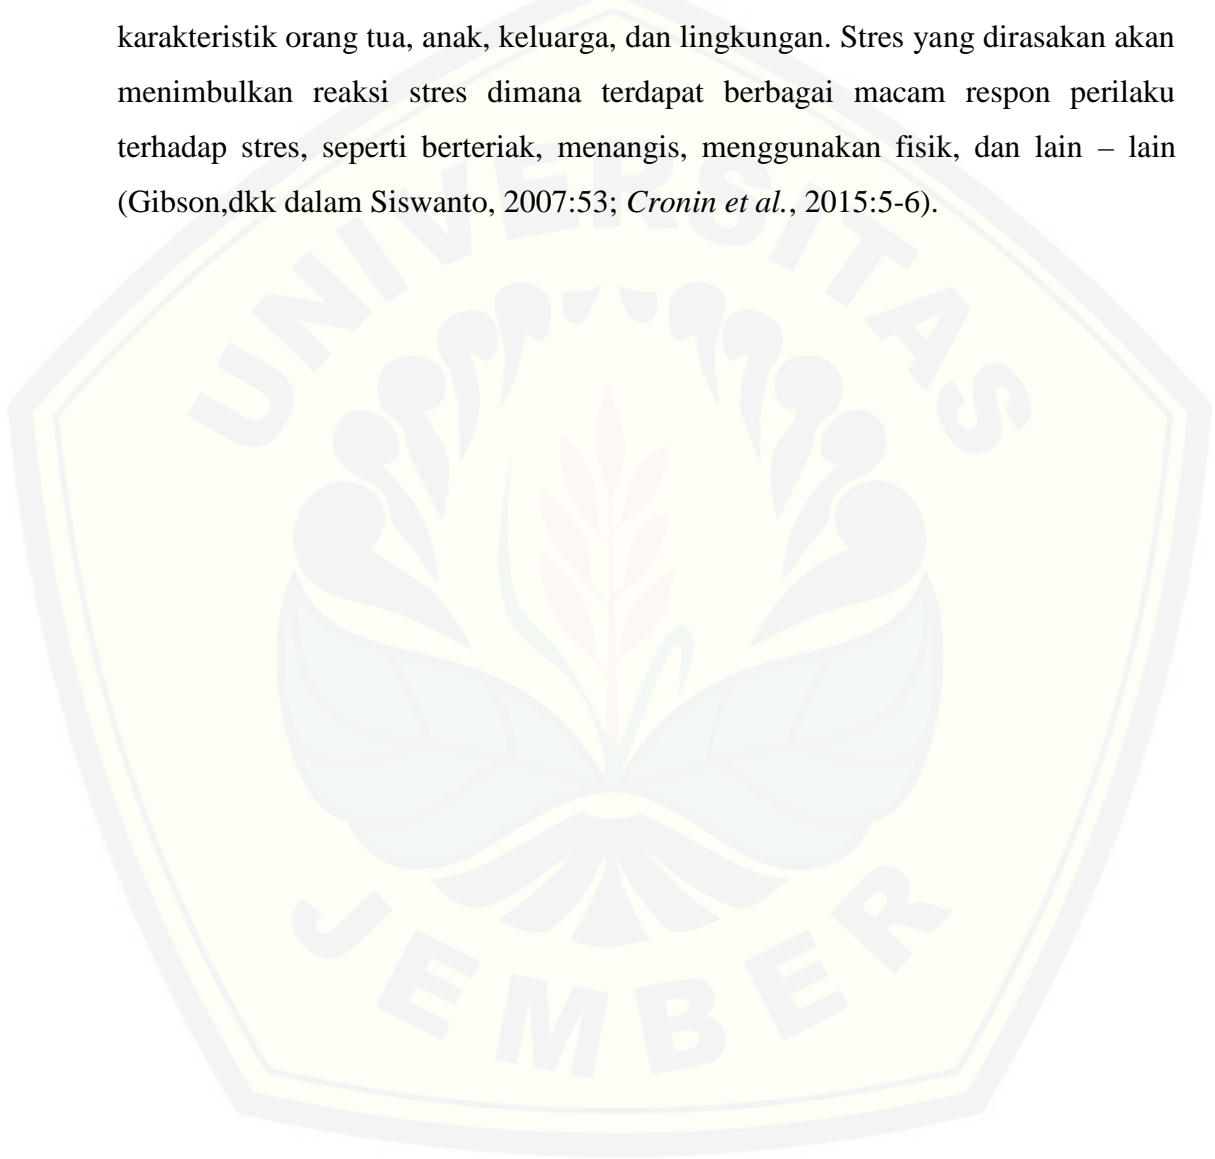 karakteristik orang tua, anak, keluarga, dan lingkungan. Stres yang dirasakan akan
menimbulkan reaksi stres dimana terdapat berbagai macam respon perilaku
terhadap stres, seperti berteriak, menangis, menggunakan fisik, dan lain – lain
(Gibson,dkk dalam Siswanto, 2007:53; Cronin et al., 2015:5-6).
UNIVERSITAS
JEMBER